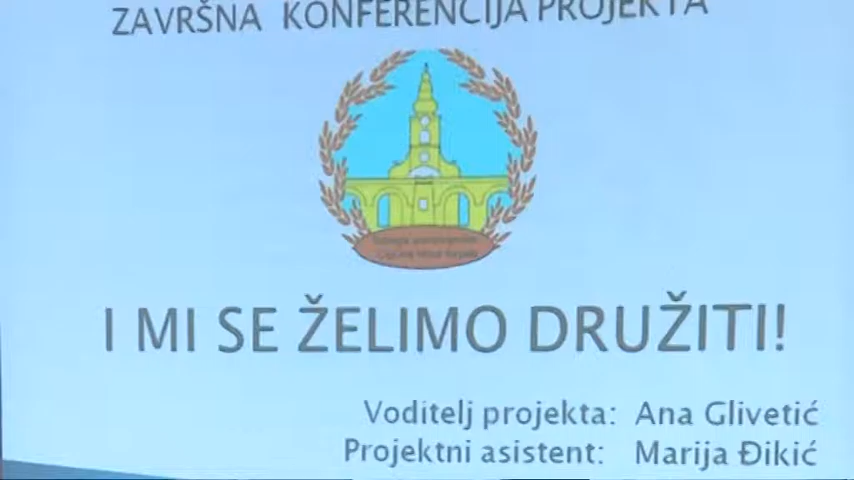 ZAVRŠNA KONFERENCIJA PROJEKTA
I MI SE ŽELIMO DRUŽITI!
Voditelj projekta: Ana Glivetić
Projektni asistent: Marija Đikić